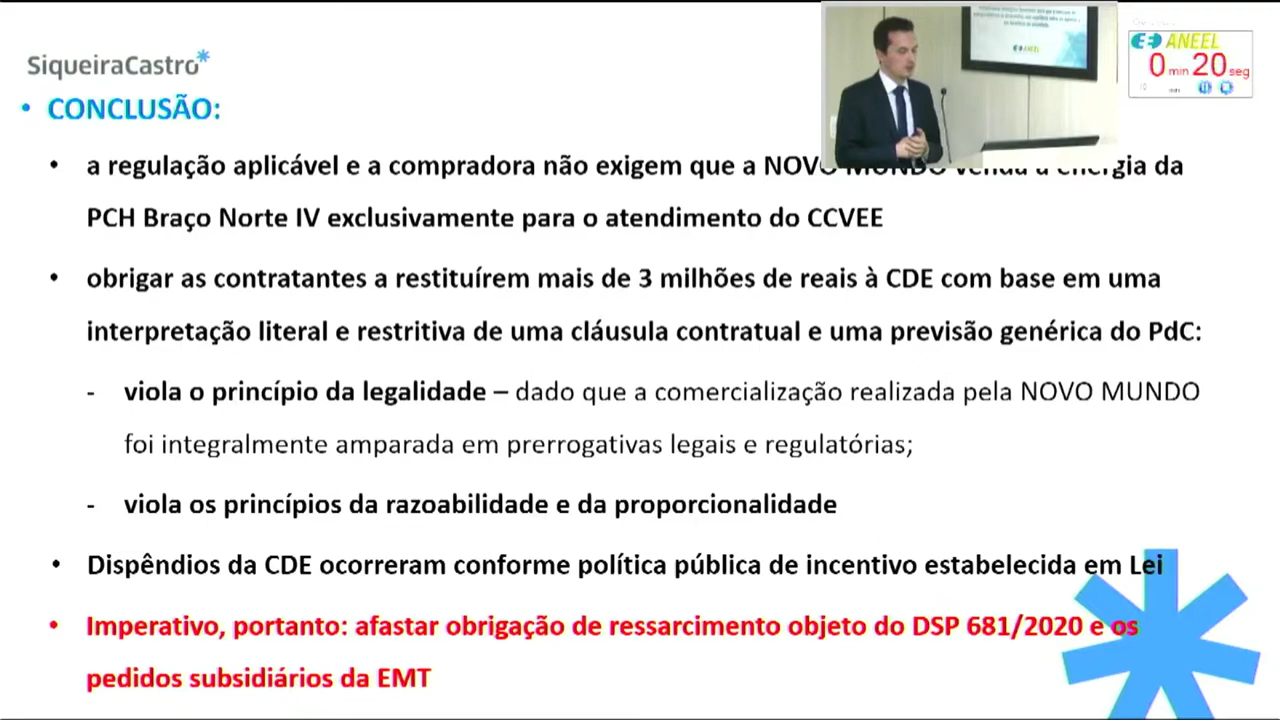 SiqueiraCastro*
ANEEL
0 min 20 seg
• CONCLUSÃO:
• a regulação aplicável e a compradora não exigem que a NOVO MUNDO venda a energia da
PCH Braço Norte IV exclusivamente para o atendimento do CCVEE
• obrigar as contratantes a restituírem mais de 3 milhões de reais à CDE com base em uma
interpretação literal e restritiva de uma cláusula contratual e uma previsão genérica do PdC:
- viola o princípio da legalidade – dado que a comercialização realizada pela NOVO MUNDO
foi integralmente amparada em prerrogativas legais e regulatórias;
- viola os princípios da razoabilidade e da proporcionalidade
• Dispêndios da CDE ocorreram conforme política pública de incentivo estabelecida em Lei
• Imperativo, portanto: afastar obrigação de ressarcimento objeto do DSP 681/2020 e os
pedidos subsidiários da EMT
ANEEL